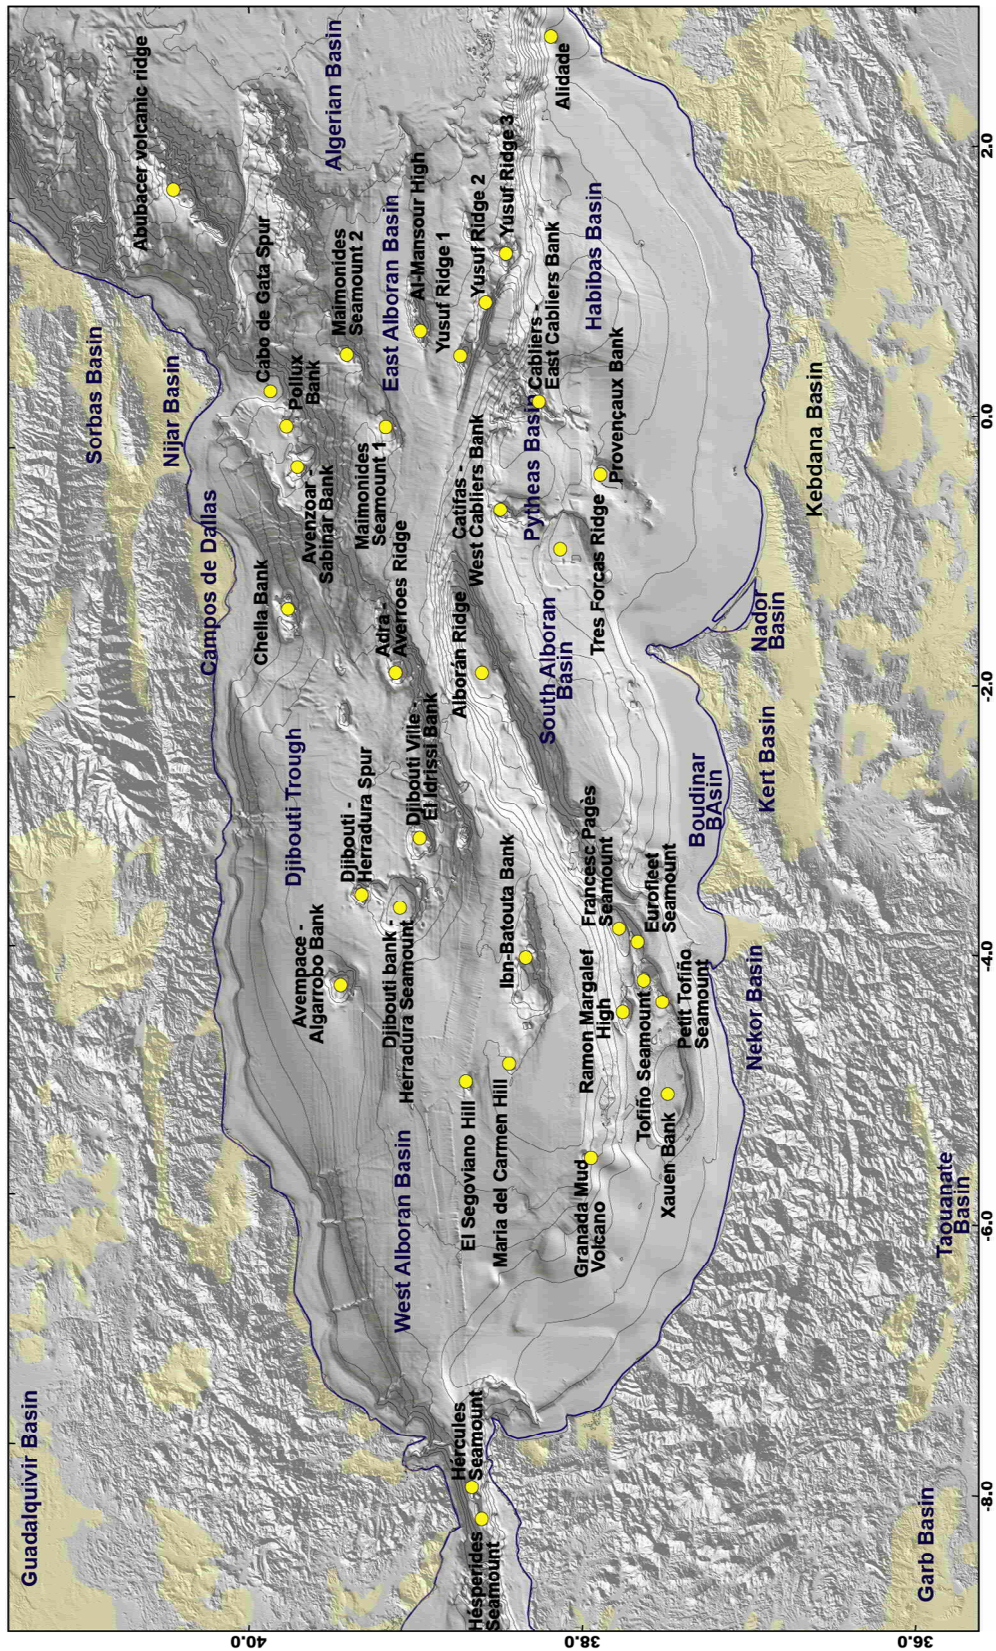 Guadalquivir Basin
Sorbas Basin
Nijar Basin
Campos de Dallas
Abubacer volcanic ridge
Algerian Basin
Cabo de Gata Spur
Pollux
Bank
Avenzoar -
Sabinar Bank
Chella Bank
Maimonides
Seamount 2
Maimonides
Seamount 1
East Alboran Basin
Al-Mansour High
Adra -
Averroes Ridge
Djibouti Trough
Djibouti -
Herradura Spur
Djibouti Ville -
El Idrissi Bank
Avempace -
Algarrobo Bank
Djibouti bank -
Herradura Seamount
West Alboran Basin
Yusuf Ridge 1
Yusuf Ridge 2
Yusuf Ridge 3
Alidade
Catifas -
West Cabliers Bank
Alborán Ridge
Pytheas Basin
Cabliers -
East Cabliers Bank
Habibas Basin
Provençaux Bank
Tres Forcas Ridge
South Alboran
Basin
Ibn-Batouta Bank
El Segoviano Hill
Maria del Carmen Hill
Francesc Pagès
Seamount
Eurofleet
Seamount
Ramon Margalef
High
Tofiño Seamount
Petit Tofiño
Seamount
Granada Mud
Volcano
Xauen Bank
Hércules
Seamount
Hésperides
Seamount
Boudinar
BAsin
Nekor Basin
Kert Basin
Nador
Basin
Kebdana Basin
Taounate
Basin
Garb Basin
40.0
38.0
36.0
-8.0
-6.0
-4.0
-2.0
0.0
2.0